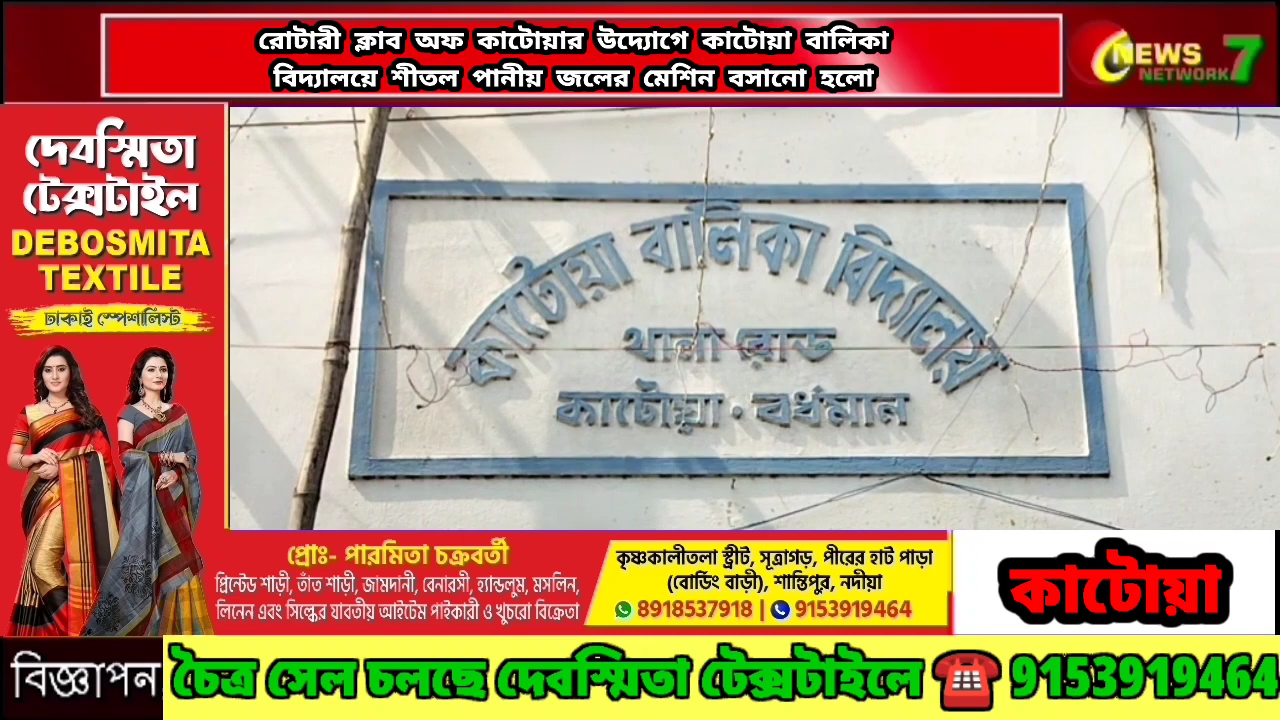 রোটারী ক্লাব অফ কাটোয়ার উদ্যোগে কাটোয়া বালিকা
বিদ্যালয়ে শীতল পানীয় জলের মেশিন বসানো হলো
NEWS
NETWORK 7
দেবস্মিতা
টেক্সটাইল
DEBOSMITA
TEXTILE
ঢাকাই স্পেশালিস্ট
কাটোয়া বালিকা বিদ্যালয়
থানা রোড
কাটোয়া · বর্ধমান
প্রোঃ- পারমিতা চক্রবর্তী
প্রিন্টেড শাড়ী, তাঁত শাড়ী, জামদানী, বেনারসী, হ্যান্ডলুম, মসলিন,
লিনেন এবং সিল্কের যাবতীয় আইটেম পাইকারী ও খুচরো বিক্রেতা
কৃষ্ণকালীতলা স্ট্রীট, সূত্রাগড়, পীরের হাট পাড়া
(বোর্ডিং বাড়ী), শান্তিপুর, নদীয়া
8918537918 | 9153919464
কাটোয়া
বিজ্ঞাপন
চৈত্র সেল চলছে দেবস্মিতা টেক্সটাইলে ☎ 9153919464